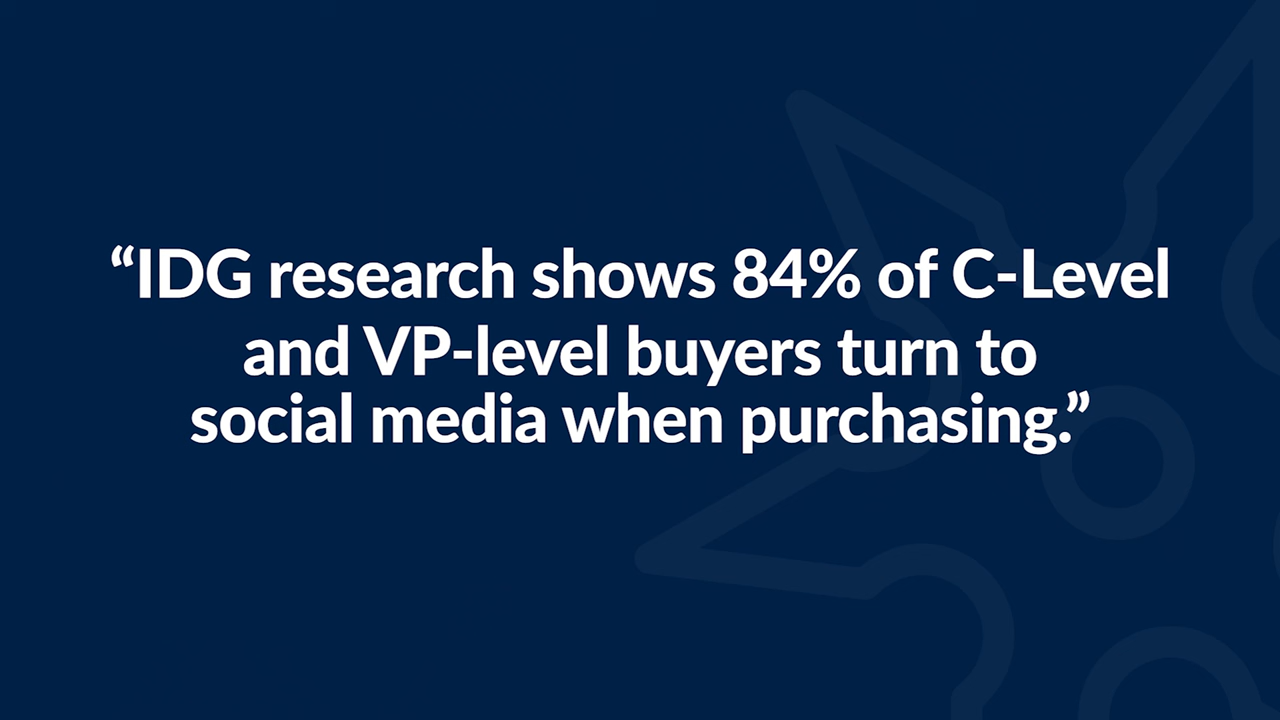 “IDG research shows 84% of C-Level
and VP-level buyers turn to
social media when purchasing.”